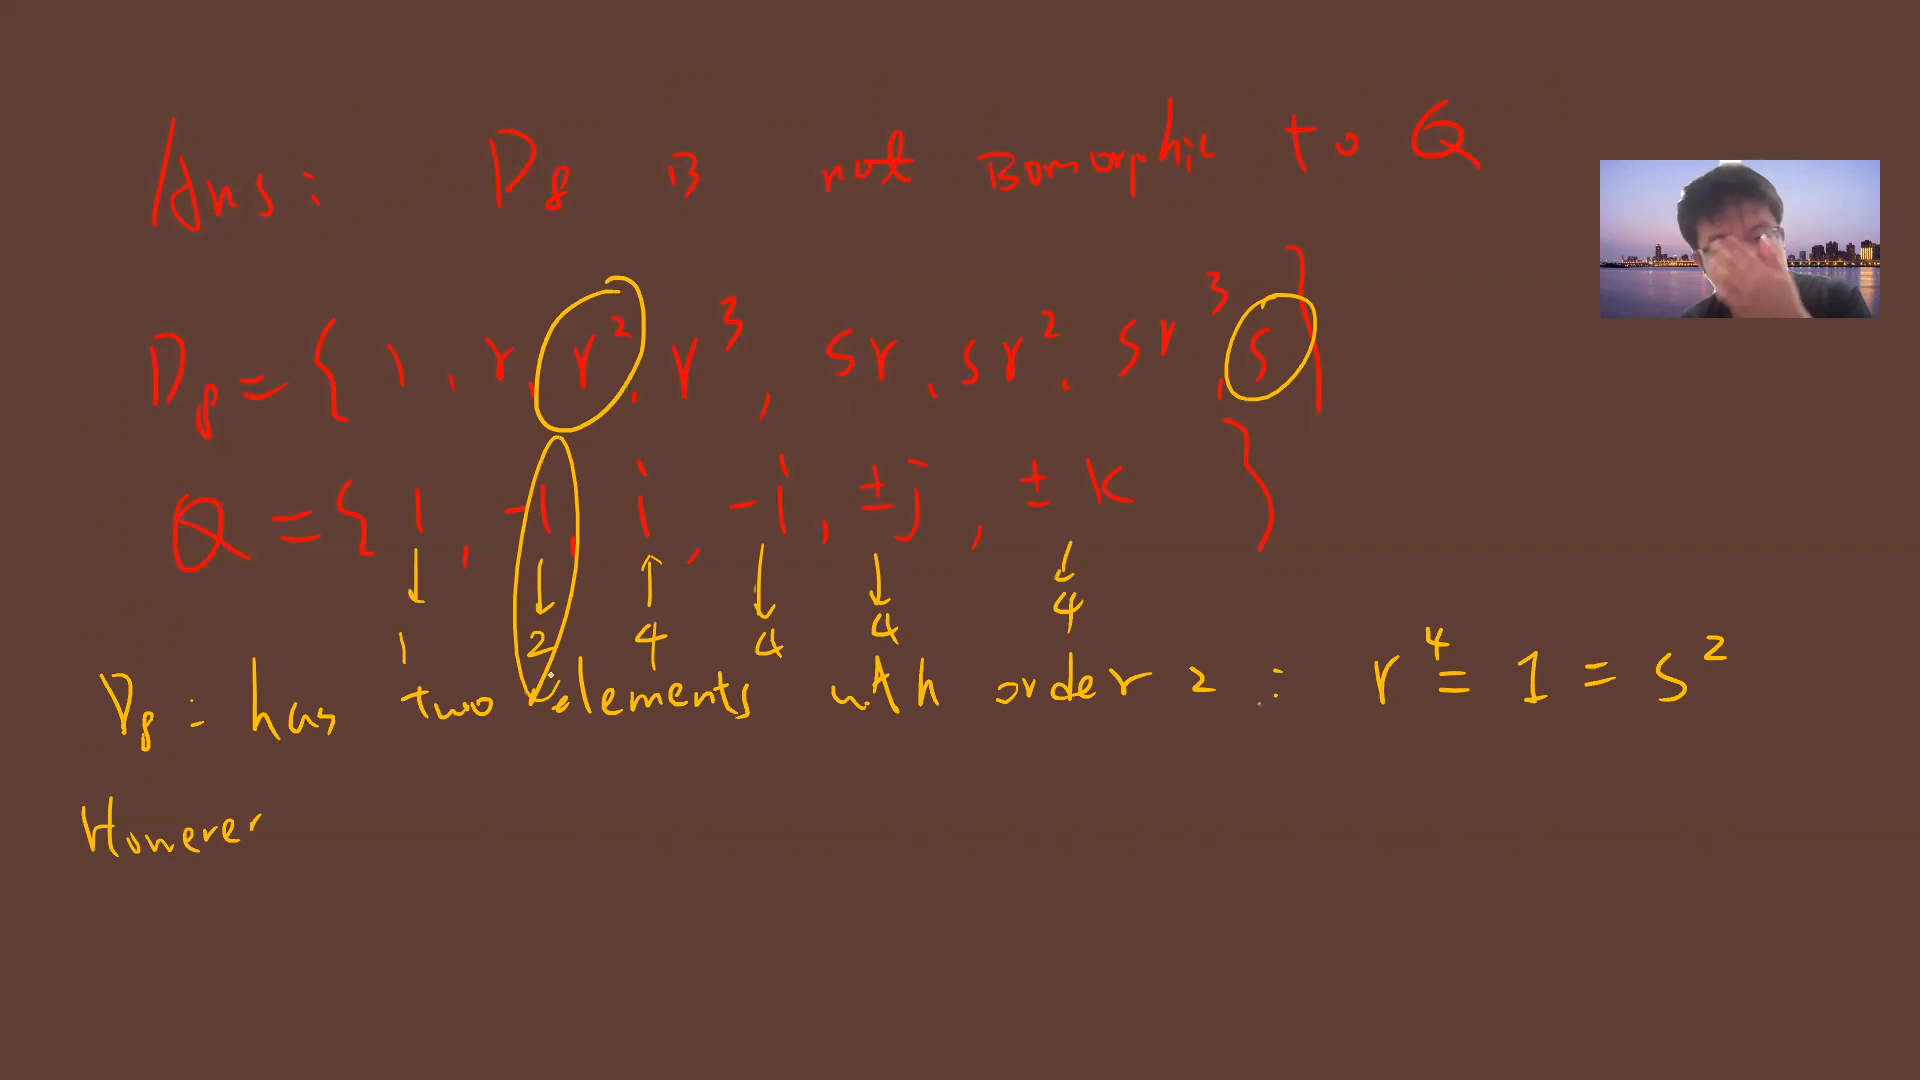 Ans: D₈ is not isomorphic to Q
D₈ = { 1, r, r², r³, sr, sr², sr³, s }
Q = { 1, -1, i, -i, ±j, ±k }
1 2 4 4 4 4
D₈ : has two elements with order 2 : r⁴ = 1 = s²
However